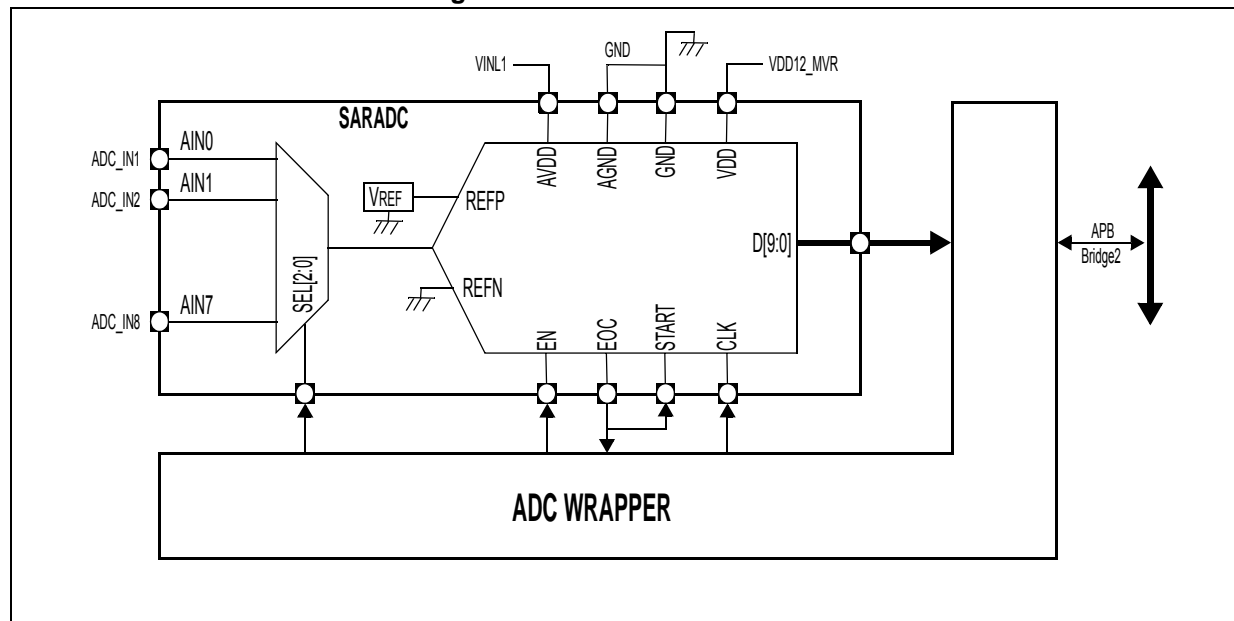 g
GND
VINL1
VDD12_MVR
SARADC
AVDD
AGND
GND
VDD
ADC_IN1
AIN0
ADC_IN2
AIN1
VREF
REFP
D[9:0]
APB
Bridge2
SEL[2:0]
REFN
ADC_IN8
AIN7
EN
EOC
START
CLK
ADC WRAPPER